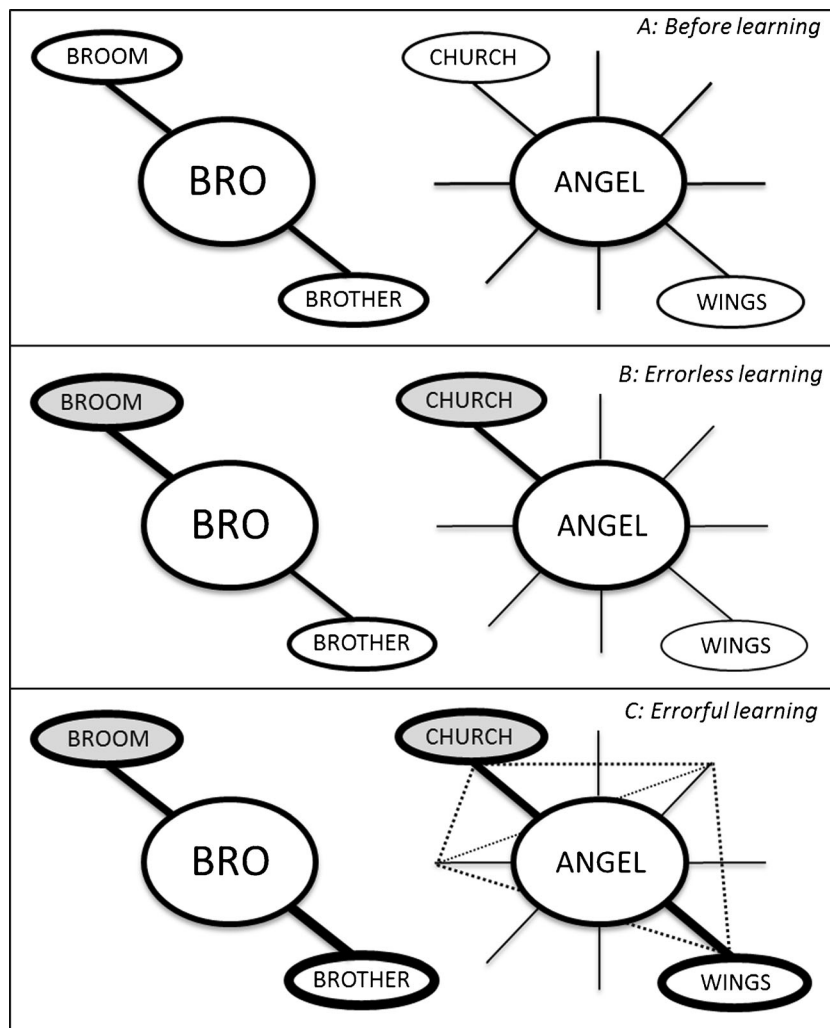 A: Before learning
BROOM
CHURCH
BRO
ANGEL
BROTHER
WINGS
B: Errorless learning
BROOM
CHURCH
BRO
ANGEL
BROTHER
WINGS
C: Errorful learning
BROOM
CHURCH
BRO
ANGEL
BROTHER
WINGS